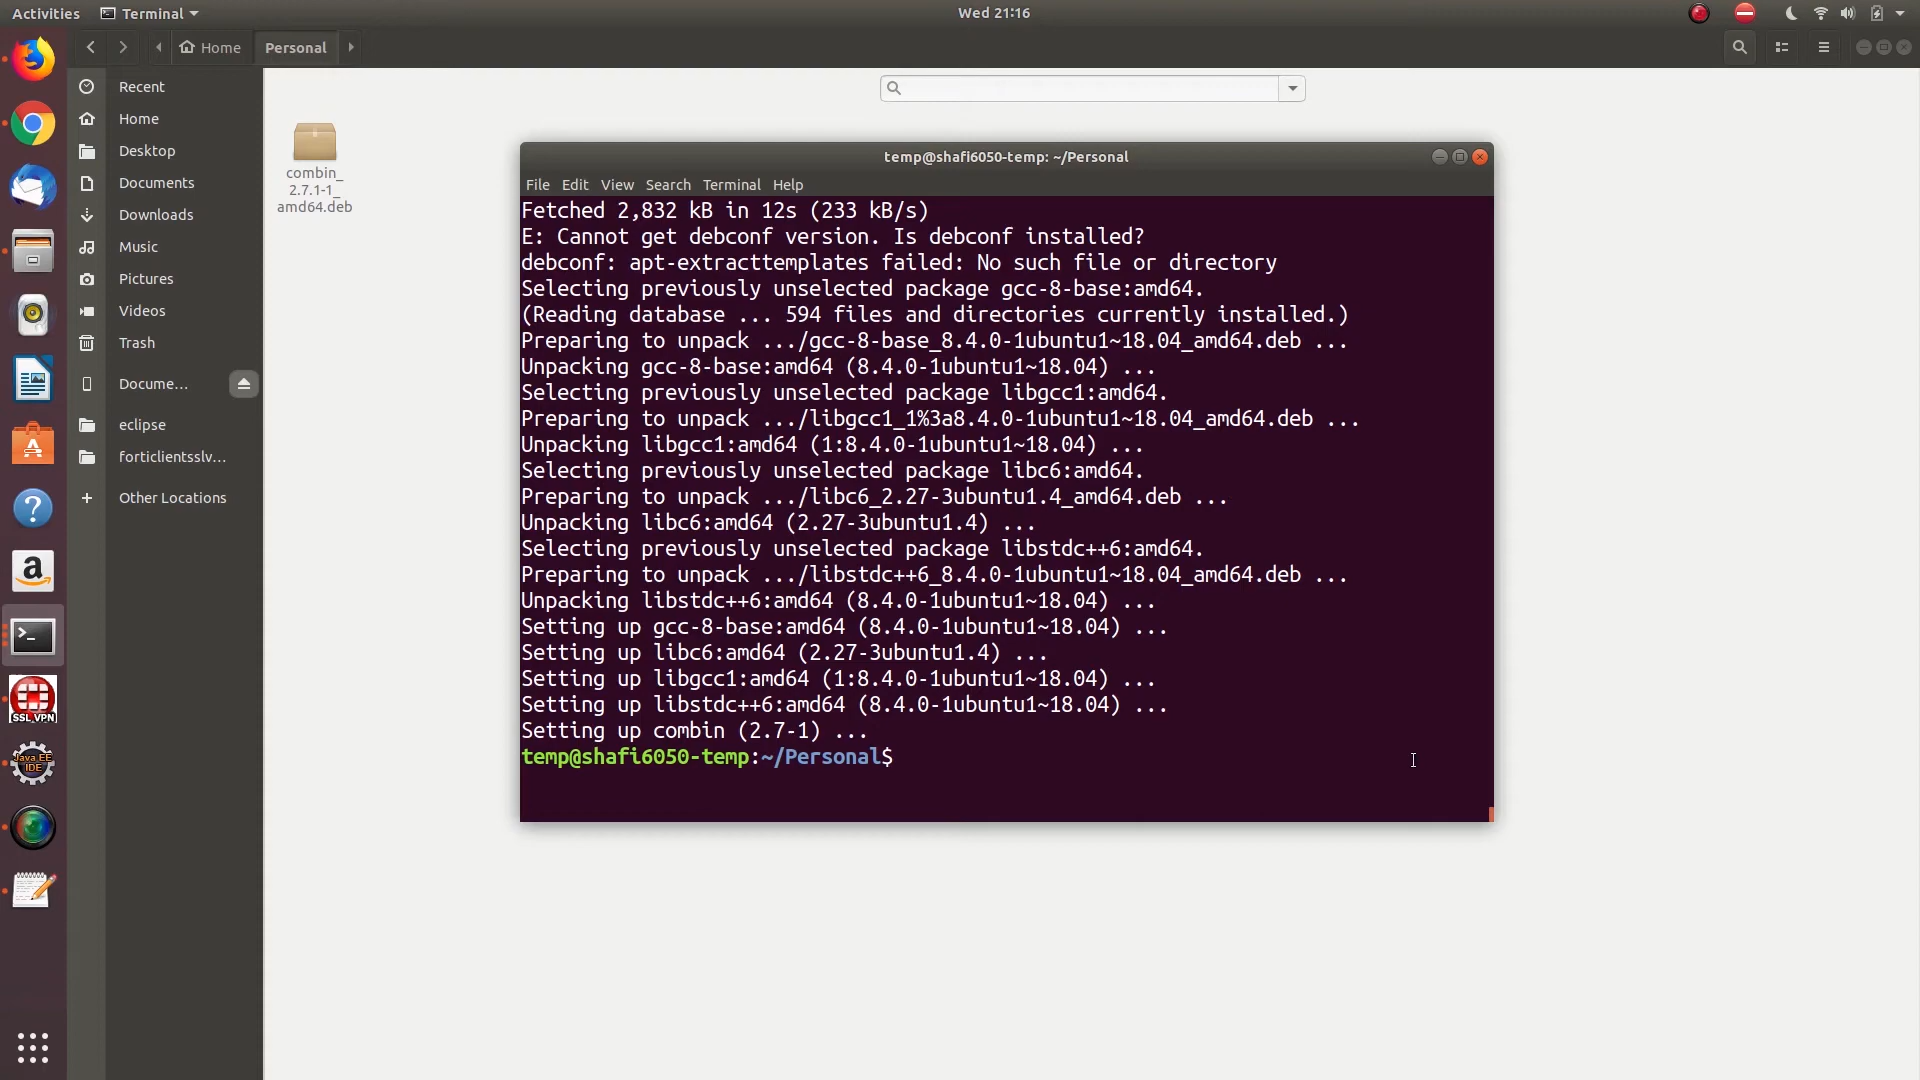 Activities
Terminal
Wed 21:16
Home
Personal
Recent
Home
Desktop
Documents
Downloads
Music
Pictures
Videos
Trash
Docume...
eclipse
forticlientsslv...
Other Locations
combin_
2.7.1-1_
amd64.deb
temp@shafi6050-temp: ~/Personal
File Edit View Search Terminal Help
Fetched 2,832 kB in 12s (233 kB/s)
E: Cannot get debconf version. Is debconf installed?
debconf: apt-extracttemplates failed: No such file or directory
Selecting previously unselected package gcc-8-base:amd64.
(Reading database ... 594 files and directories currently installed.)
Preparing to unpack .../gcc-8-base_8.4.0-1ubuntu1~18.04_amd64.deb ...
Unpacking gcc-8-base:amd64 (8.4.0-1ubuntu1~18.04) ...
Selecting previously unselected package libgcc1:amd64.
Preparing to unpack .../libgcc1_1%3a8.4.0-1ubuntu1~18.04_amd64.deb ...
Unpacking libgcc1:amd64 (1:8.4.0-1ubuntu1~18.04) ...
Selecting previously unselected package libc6:amd64.
Preparing to unpack .../libc6_2.27-3ubuntu1.4_amd64.deb ...
Unpacking libc6:amd64 (2.27-3ubuntu1.4) ...
Selecting previously unselected package libstdc++6:amd64.
Preparing to unpack .../libstdc++6_8.4.0-1ubuntu1~18.04_amd64.deb ...
Unpacking libstdc++6:amd64 (8.4.0-1ubuntu1~18.04) ...
Setting up gcc-8-base:amd64 (8.4.0-1ubuntu1~18.04) ...
Setting up libc6:amd64 (2.27-3ubuntu1.4) ...
Setting up libgcc1:amd64 (1:8.4.0-1ubuntu1~18.04) ...
Setting up libstdc++6:amd64 (8.4.0-1ubuntu1~18.04) ...
Setting up combin (2.7-1) ...
temp@shafi6050-temp:~/Personal$
SSL VPN
Java EE
IDE